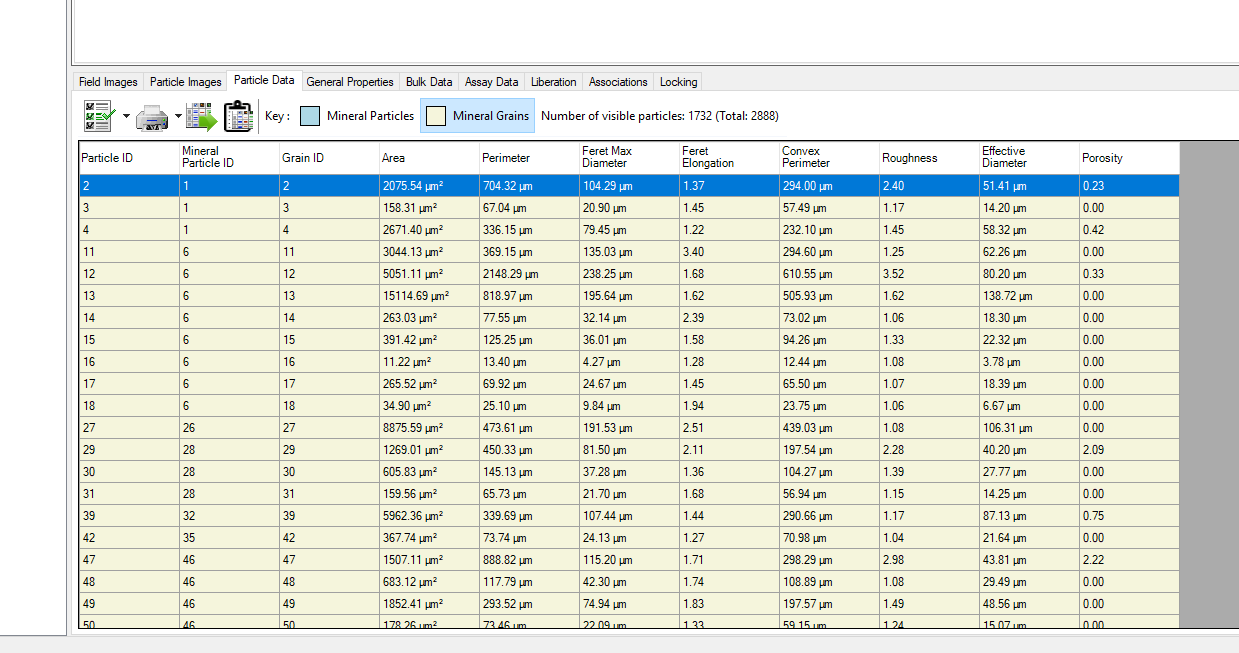 Field Images Particle Images Particle Data General Properties Bulk Data Assay Data Liberation Associations Locking
Key : Mineral Particles Mineral Grains Number of visible particles: 1732 (Total: 2888)
Particle ID Mineral Particle ID Grain ID Area Perimeter Feret Max Diameter Feret Elongation Convex Perimeter Roughness Effective Diameter Porosity
2 1 2 2075.54 µm² 704.32 µm 104.29 µm 1.37 294.00 µm 2.40 51.41 µm 0.23
3 1 3 158.31 µm² 67.04 µm 20.90 µm 1.45 57.49 µm 1.17 14.20 µm 0.00
4 1 4 2671.40 µm² 336.15 µm 79.45 µm 1.22 232.10 µm 1.45 58.32 µm 0.42
11 6 11 3044.13 µm² 369.15 µm 135.03 µm 3.40 294.60 µm 1.25 62.26 µm 0.00
12 6 12 5051.11 µm² 2148.29 µm 238.25 µm 1.68 610.55 µm 3.52 80.20 µm 0.33
13 6 13 15114.69 µm² 818.97 µm 195.64 µm 1.62 505.93 µm 1.62 138.72 µm 0.00
14 6 14 263.03 µm² 77.55 µm 32.14 µm 2.39 73.02 µm 1.06 18.30 µm 0.00
15 6 15 391.42 µm² 125.25 µm 36.01 µm 1.58 94.26 µm 1.33 22.32 µm 0.00
16 6 16 11.22 µm² 13.40 µm 4.27 µm 1.28 12.44 µm 1.08 3.78 µm 0.00
17 6 17 265.52 µm² 69.92 µm 24.67 µm 1.45 65.50 µm 1.07 18.39 µm 0.00
18 6 18 34.90 µm² 25.10 µm 9.84 µm 1.94 23.75 µm 1.06 6.67 µm 0.00
27 26 27 8875.59 µm² 473.61 µm 191.53 µm 2.51 439.03 µm 1.08 106.31 µm 0.00
29 28 29 1269.01 µm² 450.33 µm 81.50 µm 2.11 197.54 µm 2.28 40.20 µm 2.09
30 28 30 605.83 µm² 145.13 µm 37.28 µm 1.36 104.27 µm 1.39 27.77 µm 0.00
31 28 31 159.56 µm² 65.73 µm 21.70 µm 1.68 56.94 µm 1.15 14.25 µm 0.00
39 32 39 5962.36 µm² 339.69 µm 107.44 µm 1.44 290.66 µm 1.17 87.13 µm 0.75
42 35 42 367.74 µm² 73.74 µm 24.13 µm 1.27 70.98 µm 1.04 21.64 µm 0.00
47 46 47 1507.11 µm² 888.82 µm 115.20 µm 1.71 298.29 µm 2.98 43.81 µm 2.22
48 46 48 683.12 µm² 117.79 µm 42.30 µm 1.74 108.89 µm 1.08 29.49 µm 0.00
49 46 49 1852.41 µm² 293.52 µm 74.94 µm 1.83 197.57 µm 1.49 48.56 µm 0.00
50 46 50 178.26 µm² 73.46 µm 22.09 µm 1.33 59.15 µm 1.24 15.07 µm 0.00